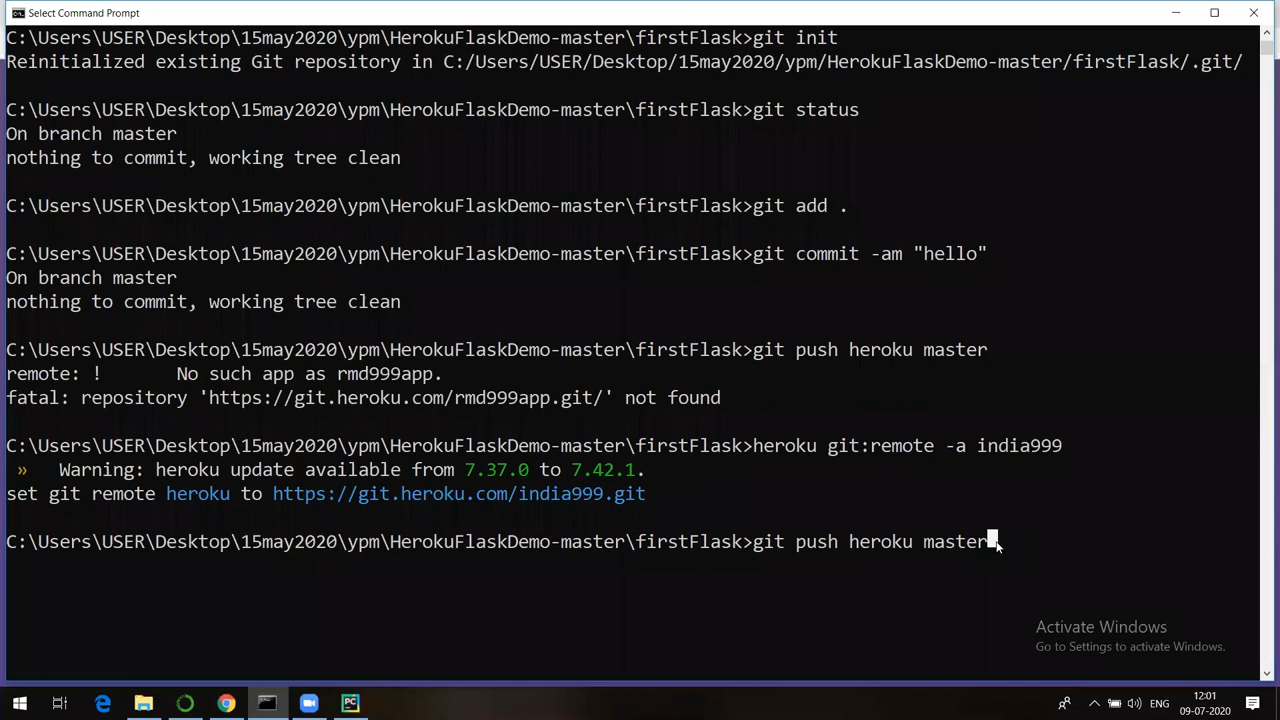 Select Command Prompt
C:\Users\USER\Desktop\15may2020\ypm\HerokuFlaskDemo-master\firstFlask>git init
Reinitialized existing Git repository in C:/Users/USER/Desktop/15may2020/ypm/HerokuFlaskDemo-master/firstFlask/.git/
C:\Users\USER\Desktop\15may2020\ypm\HerokuFlaskDemo-master\firstFlask>git status
On branch master
nothing to commit, working tree clean
C:\Users\USER\Desktop\15may2020\ypm\HerokuFlaskDemo-master\firstFlask>git add .
C:\Users\USER\Desktop\15may2020\ypm\HerokuFlaskDemo-master\firstFlask>git commit -am "hello"
On branch master
nothing to commit, working tree clean
C:\Users\USER\Desktop\15may2020\ypm\HerokuFlaskDemo-master\firstFlask>git push heroku master
remote: !       No such app as rmd999app.
fatal: repository 'https://git.heroku.com/rmd999app.git/' not found
C:\Users\USER\Desktop\15may2020\ypm\HerokuFlaskDemo-master\firstFlask>heroku git:remote -a india999
»   Warning: heroku update available from 7.37.0 to 7.42.1.
set git remote heroku to https://git.heroku.com/india999.git
C:\Users\USER\Desktop\15may2020\ypm\HerokuFlaskDemo-master\firstFlask>git push heroku master
Activate Windows
Go to Settings to activate Windows.
PC
ENG
12:01
09-07-2020